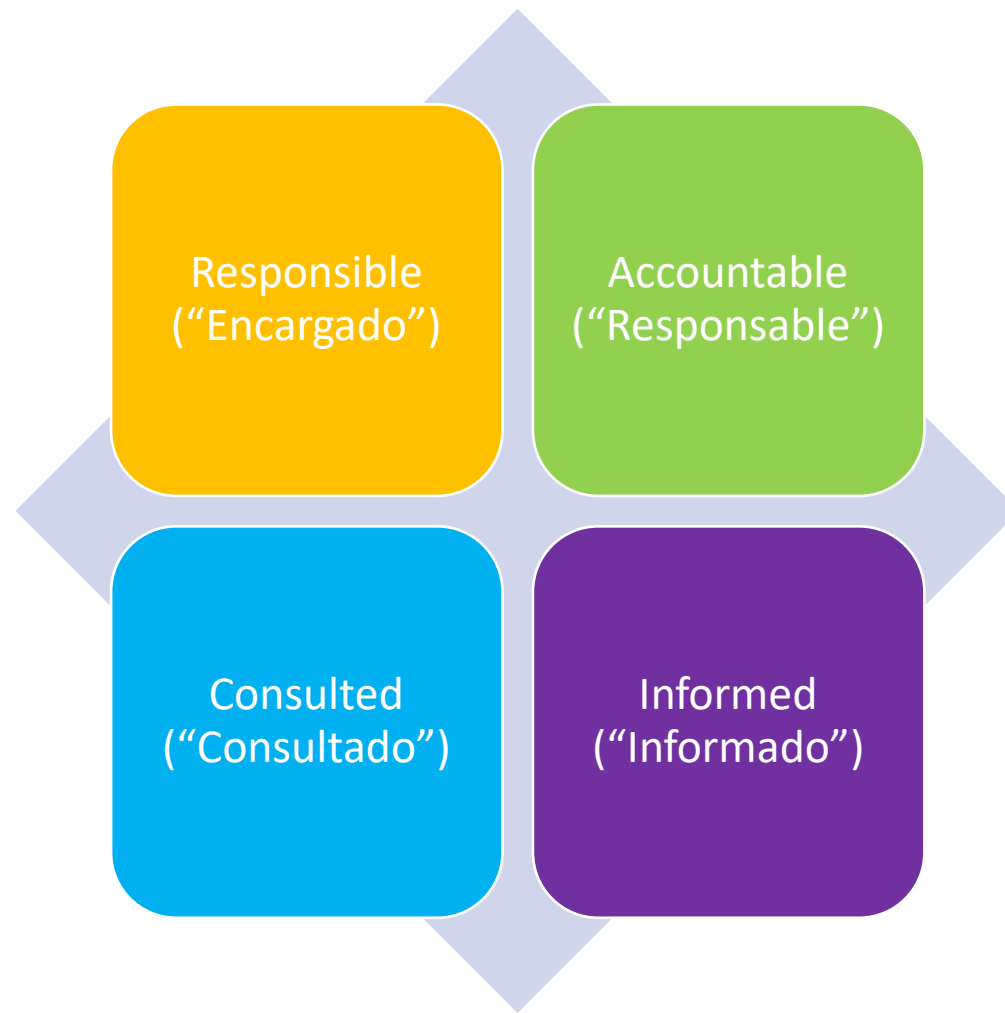 Responsible
(“Encargado”)
Accountable
(“Responsable”)
Consulted
(“Consultado”)
Informed
(“Informado”)